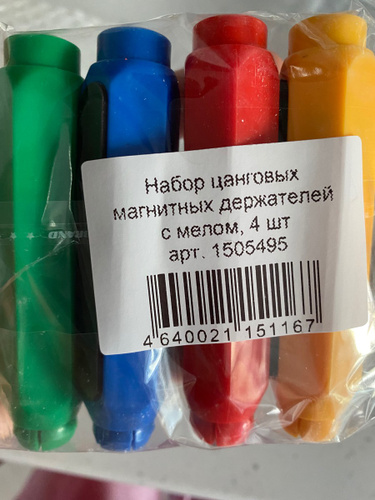 Набор цанговых
магнитных держателей
с мелом, 4 шт
арт. 1505495
4 640021 151167